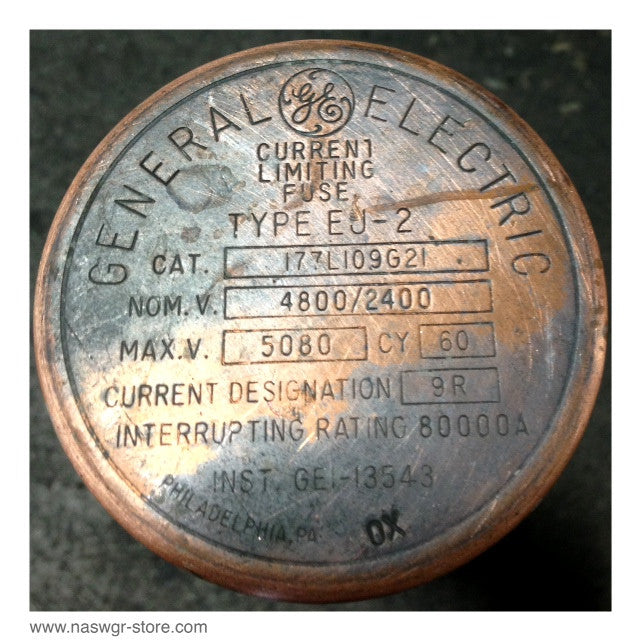 GENERAL GE ELECTRIC
CURRENT
LIMITING
FUSE
TYPE EJ-2
CAT. 177L109G21
NOM.V. 4800/2400
MAX.V. 5080 CY 60
CURRENT DESIGNATION 9R
INTERRUPTING RATING 80000A
INST. GEI-13543
PHILADELPHIA, PA.
OX
www.naswgr-store.com